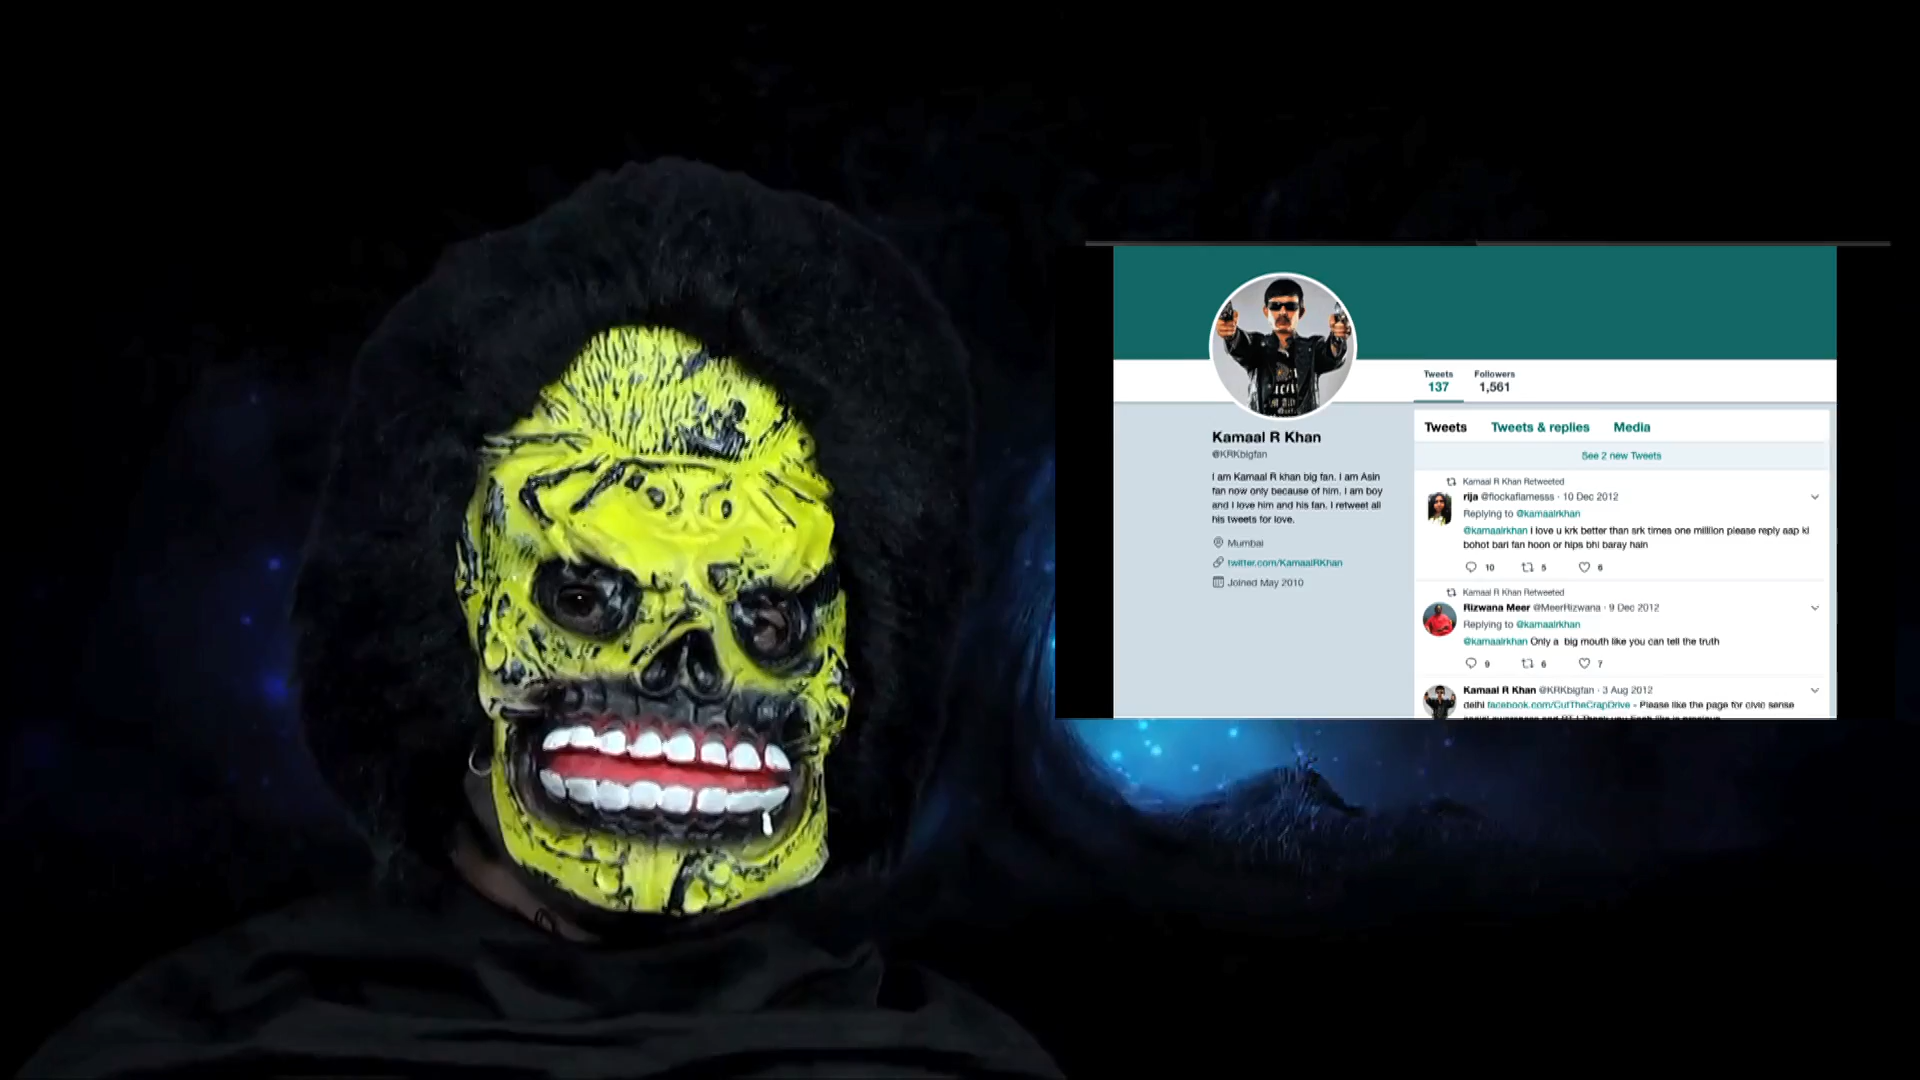 Tweets
137
Followers
1,561
Kamaal R Khan
@KRKbigfan
I am Kamaal R khan big fan. I am Asin
fan now only because of him. I am boy
and I love him and his fan. I retweet all
his tweets for love.
Mumbai
twitter.com/KamaalRKhan
Joined May 2010
Tweets Tweets & replies Media
See 2 new Tweets
Kamaal R Khan Retweeted
rija @flockaflamesss · 10 Dec 2012
Replying to @kamaalrkhan
@kamaalrkhan I love u krk better than srk times one million please reply aap ki
bohot bari fan hoon or hips bhi baray hain
10 5 6
Kamaal R Khan Retweeted
Rizwana Meer @MeerRizwana · 9 Dec 2012
Replying to @kamaalrkhan
@kamaalrkhan Only a big mouth like you can tell the truth
9 6 7
Kamaal R Khan @KRKbigfan · 3 Aug 2012
delhi facebook.com/CutTheCrapDrive - Please like the page for civic sense